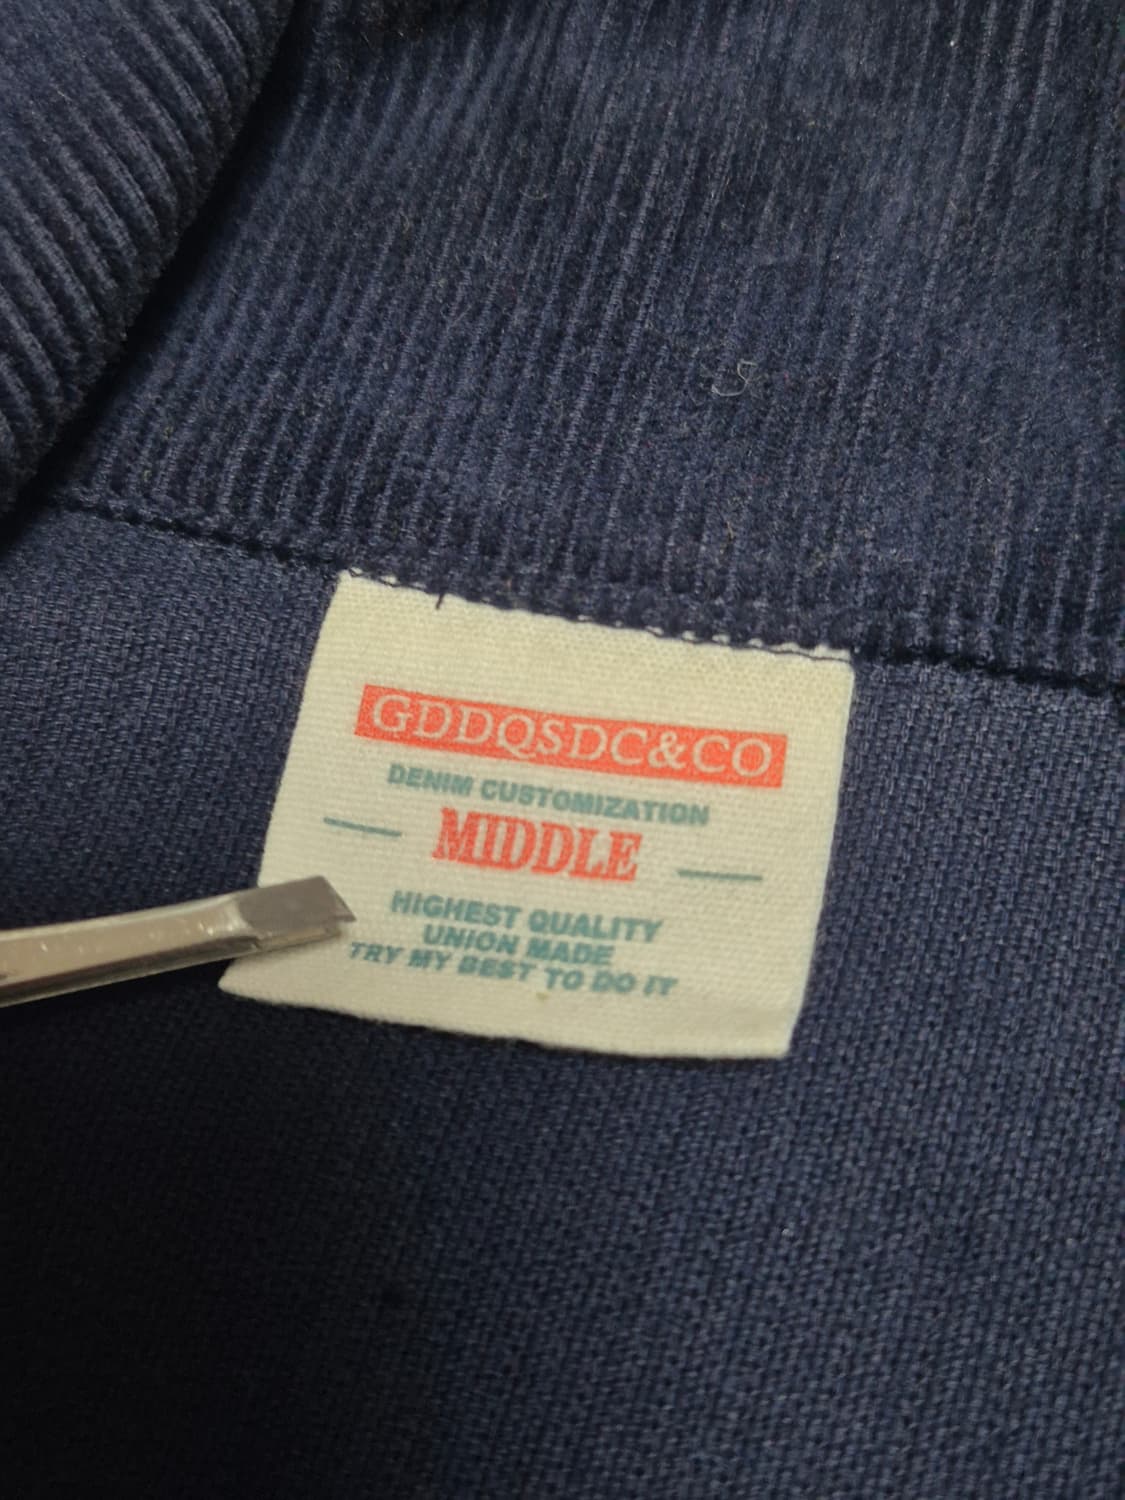 GDDQSDC&CO
DENIM CUSTOMIZATION
MIDDLE
HIGHEST QUALITY
UNION MADE
TRY MY BEST TO DO IT